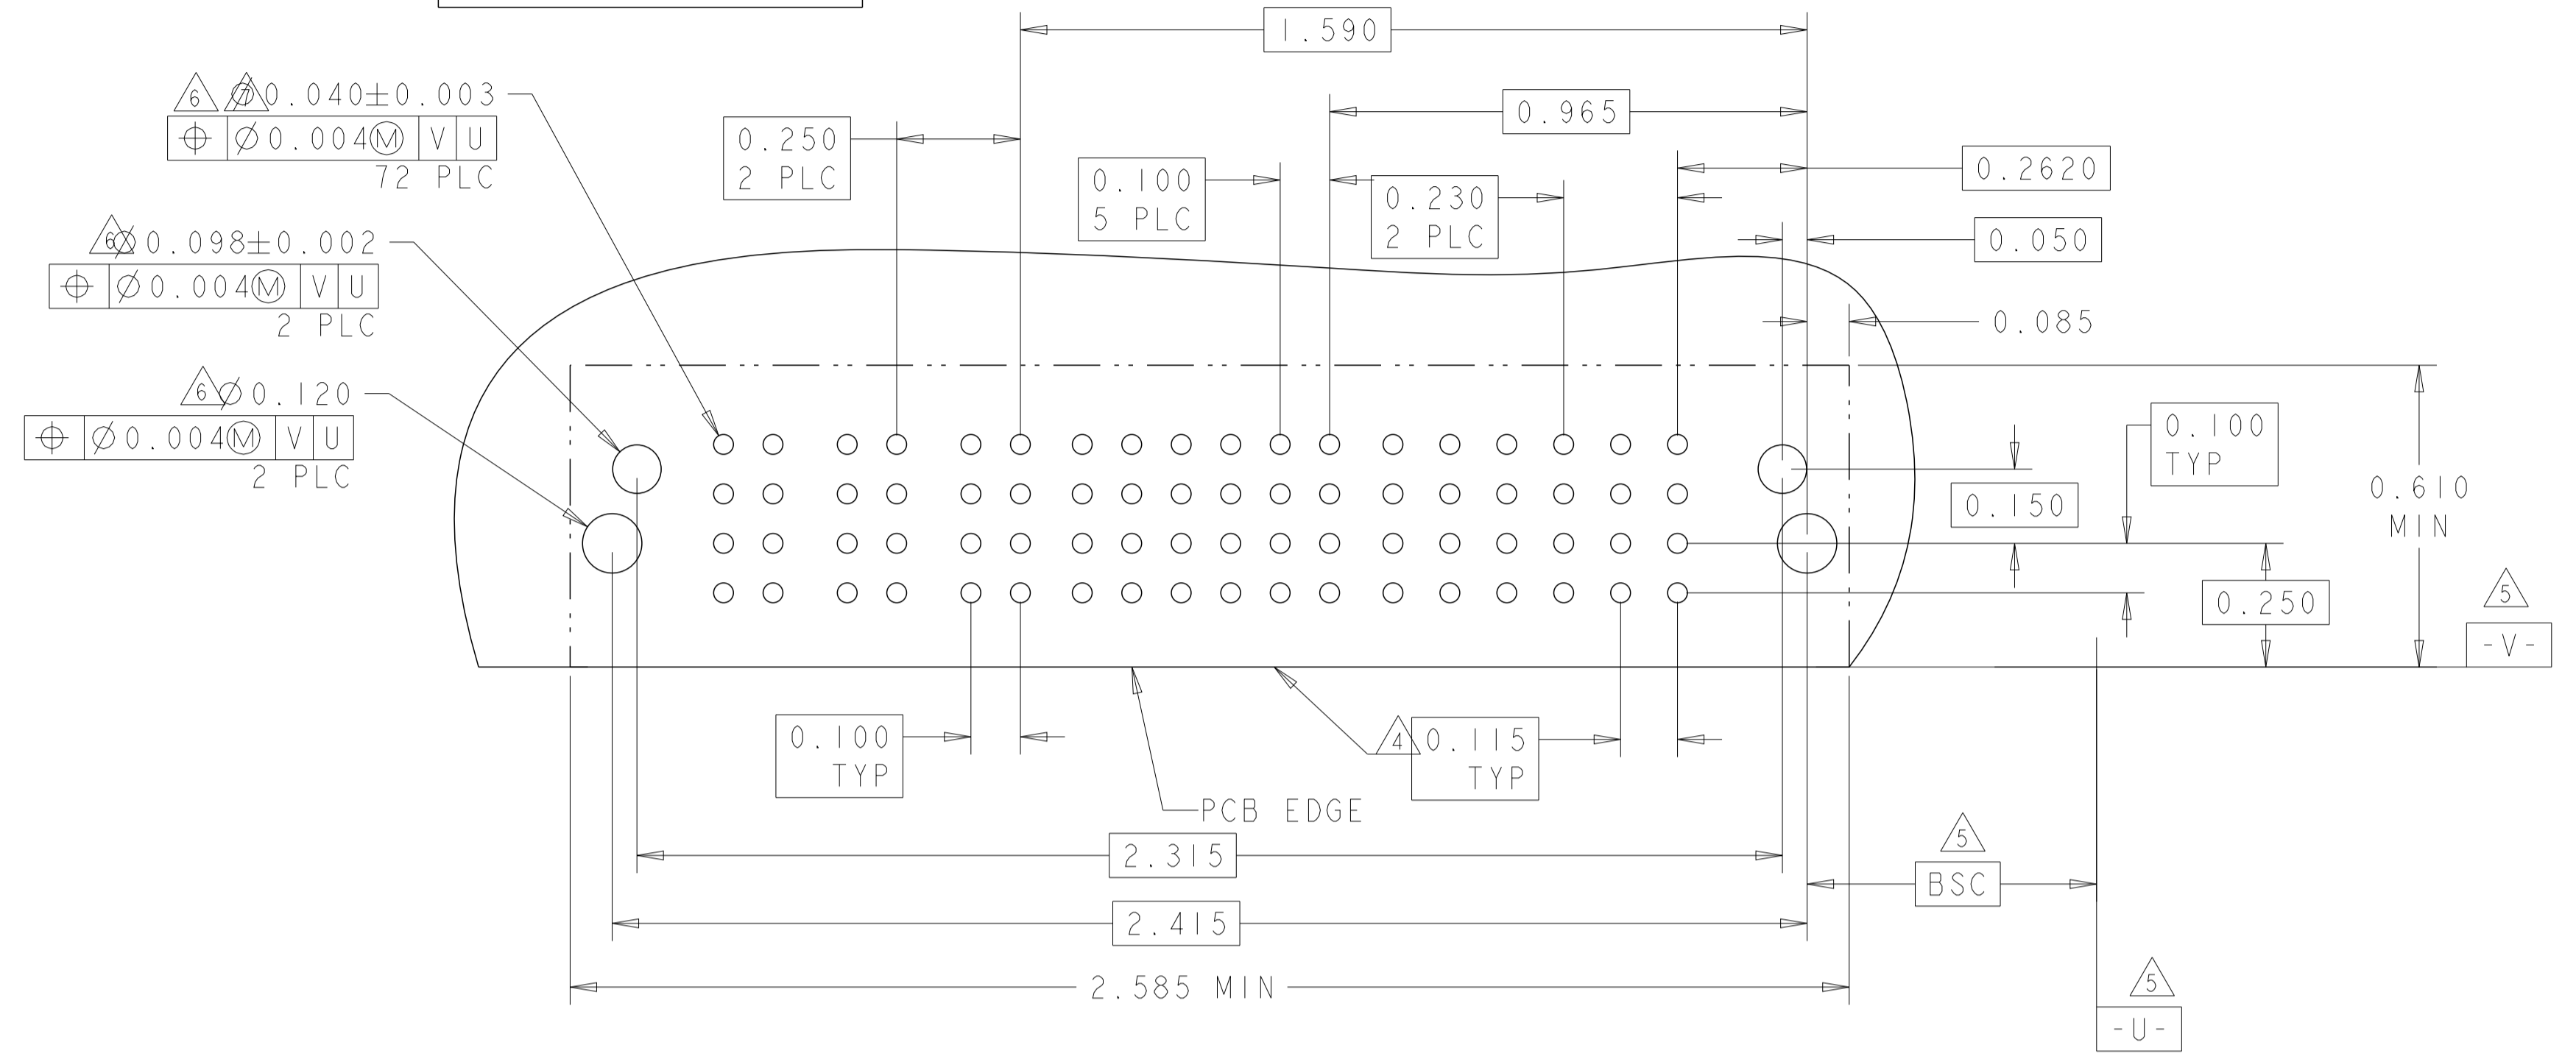 1.590
6 7 Ø0.040±0.003
⌖ Ø0.004Ⓜ V U
72 PLC
0.250
2 PLC
0.965
0.100
5 PLC
0.230
2 PLC
0.2620
0.050
0.085
6 Ø0.098±0.002
⌖ Ø0.004Ⓜ V U
2 PLC
6 Ø0.120
⌖ Ø0.004Ⓜ V U
2 PLC
0.100
TYP
0.150
0.610
MIN
0.250
5
-V-
0.100
TYP
4
0.115
TYP
PCB EDGE
2.315
5
BSC
2.415
2.585 MIN
5
-U-